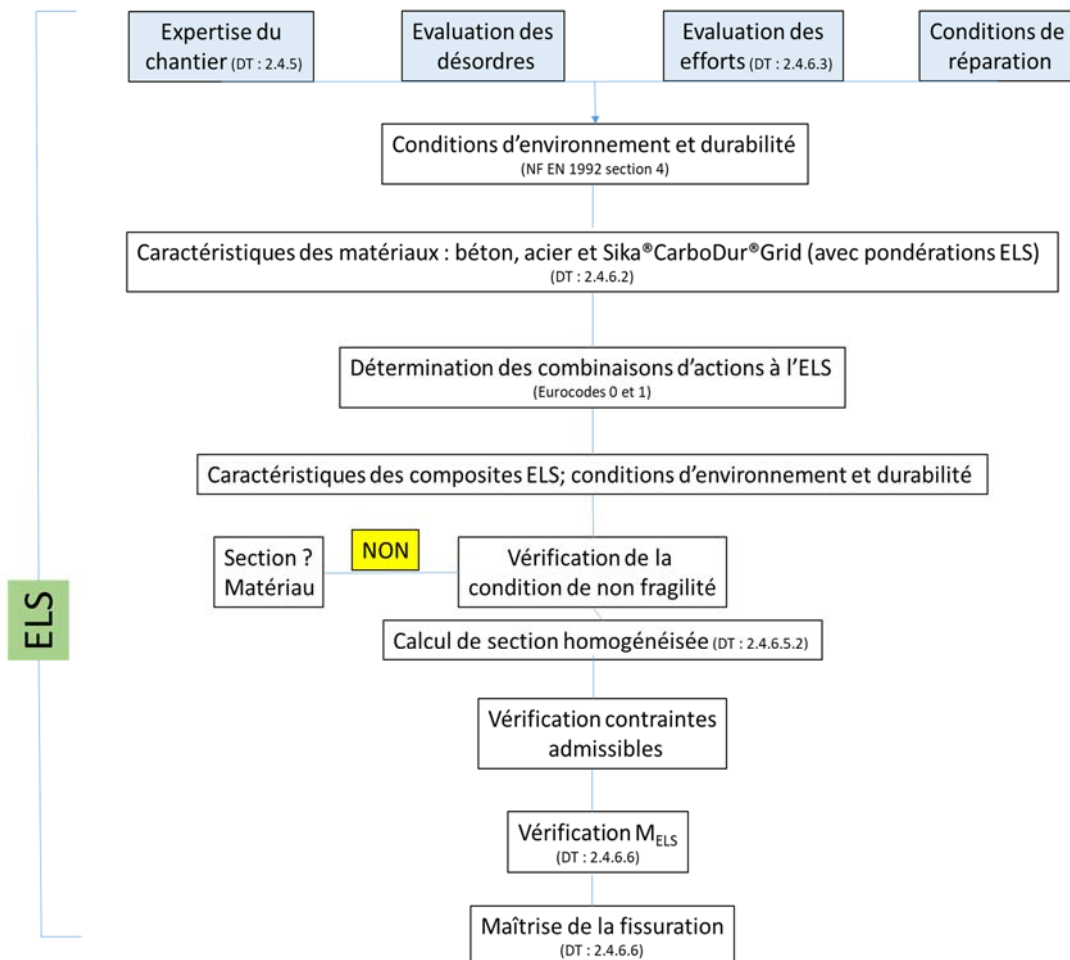 Expertise du
chantier (DT : 2.4.5)
Evaluation des
désordres
Evaluation des
efforts (DT : 2.4.6.3)
Conditions de
réparation
Conditions d'environnement et durabilité
(NF EN 1992 section 4)
Caractéristiques des matériaux : béton, acier et Sika®CarboDur®Grid (avec pondérations ELS)
(DT : 2.4.6.2)
Détermination des combinaisons d'actions à l'ELS
(Eurocodes 0 et 1)
Caractéristiques des composites ELS; conditions d'environnement et durabilité
Section ?
Matériau
NON
Vérification de la
condition de non fragilité
ELS
Calcul de section homogénéisée (DT : 2.4.6.5.2)
Vérification contraintes
admissibles
Vérification MELS
(DT : 2.4.6.6)
Maîtrise de la fissuration
(DT : 2.4.6.6)